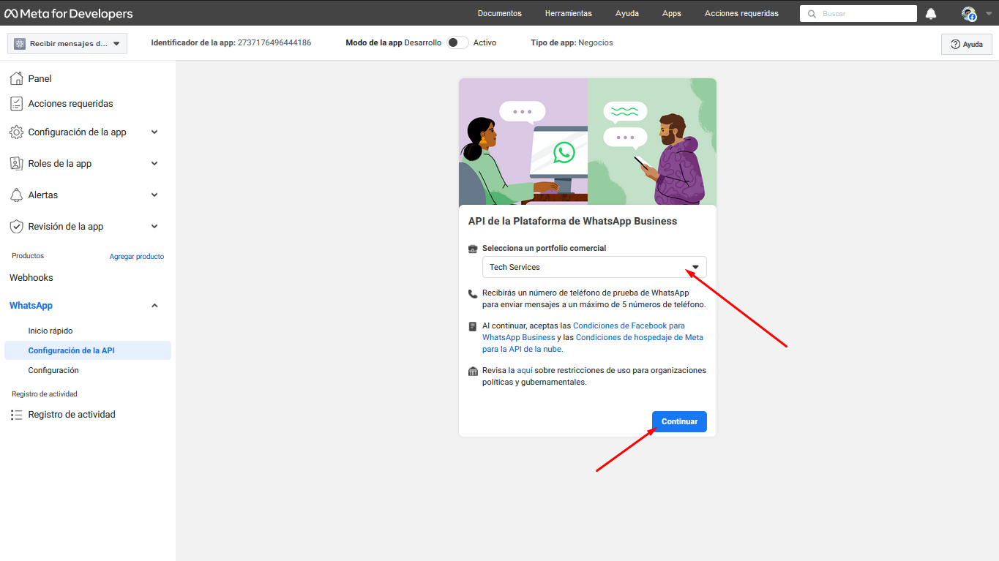 Meta for Developers
Documentos Herramientas Ayuda Apps Acciones requeridas Buscar
Recibir mensajes d... Identificador de la app: 2737176496444186 Modo de la app Desarrollo Activo Tipo de app: Negocios Ayuda
Panel
Acciones requeridas
Configuración de la app
Roles de la app
Alertas
Revisión de la app
Productos Agregar producto
Webhooks
WhatsApp
Inicio rápido
Configuración de la API
Configuración
Registro de actividad
Registro de actividad
API de la Plataforma de WhatsApp Business
Selecciona un portfolio comercial
Tech Services
Recibirás un número de teléfono de prueba de WhatsApp
para enviar mensajes a un máximo de 5 números de teléfono.
Al continuar, aceptas las Condiciones de Facebook para
WhatsApp Business y las Condiciones de hospedaje de Meta
para la API de la nube.
Revisa la aquí sobre restricciones de uso para organizaciones
políticas y gubernamentales.
Continuar